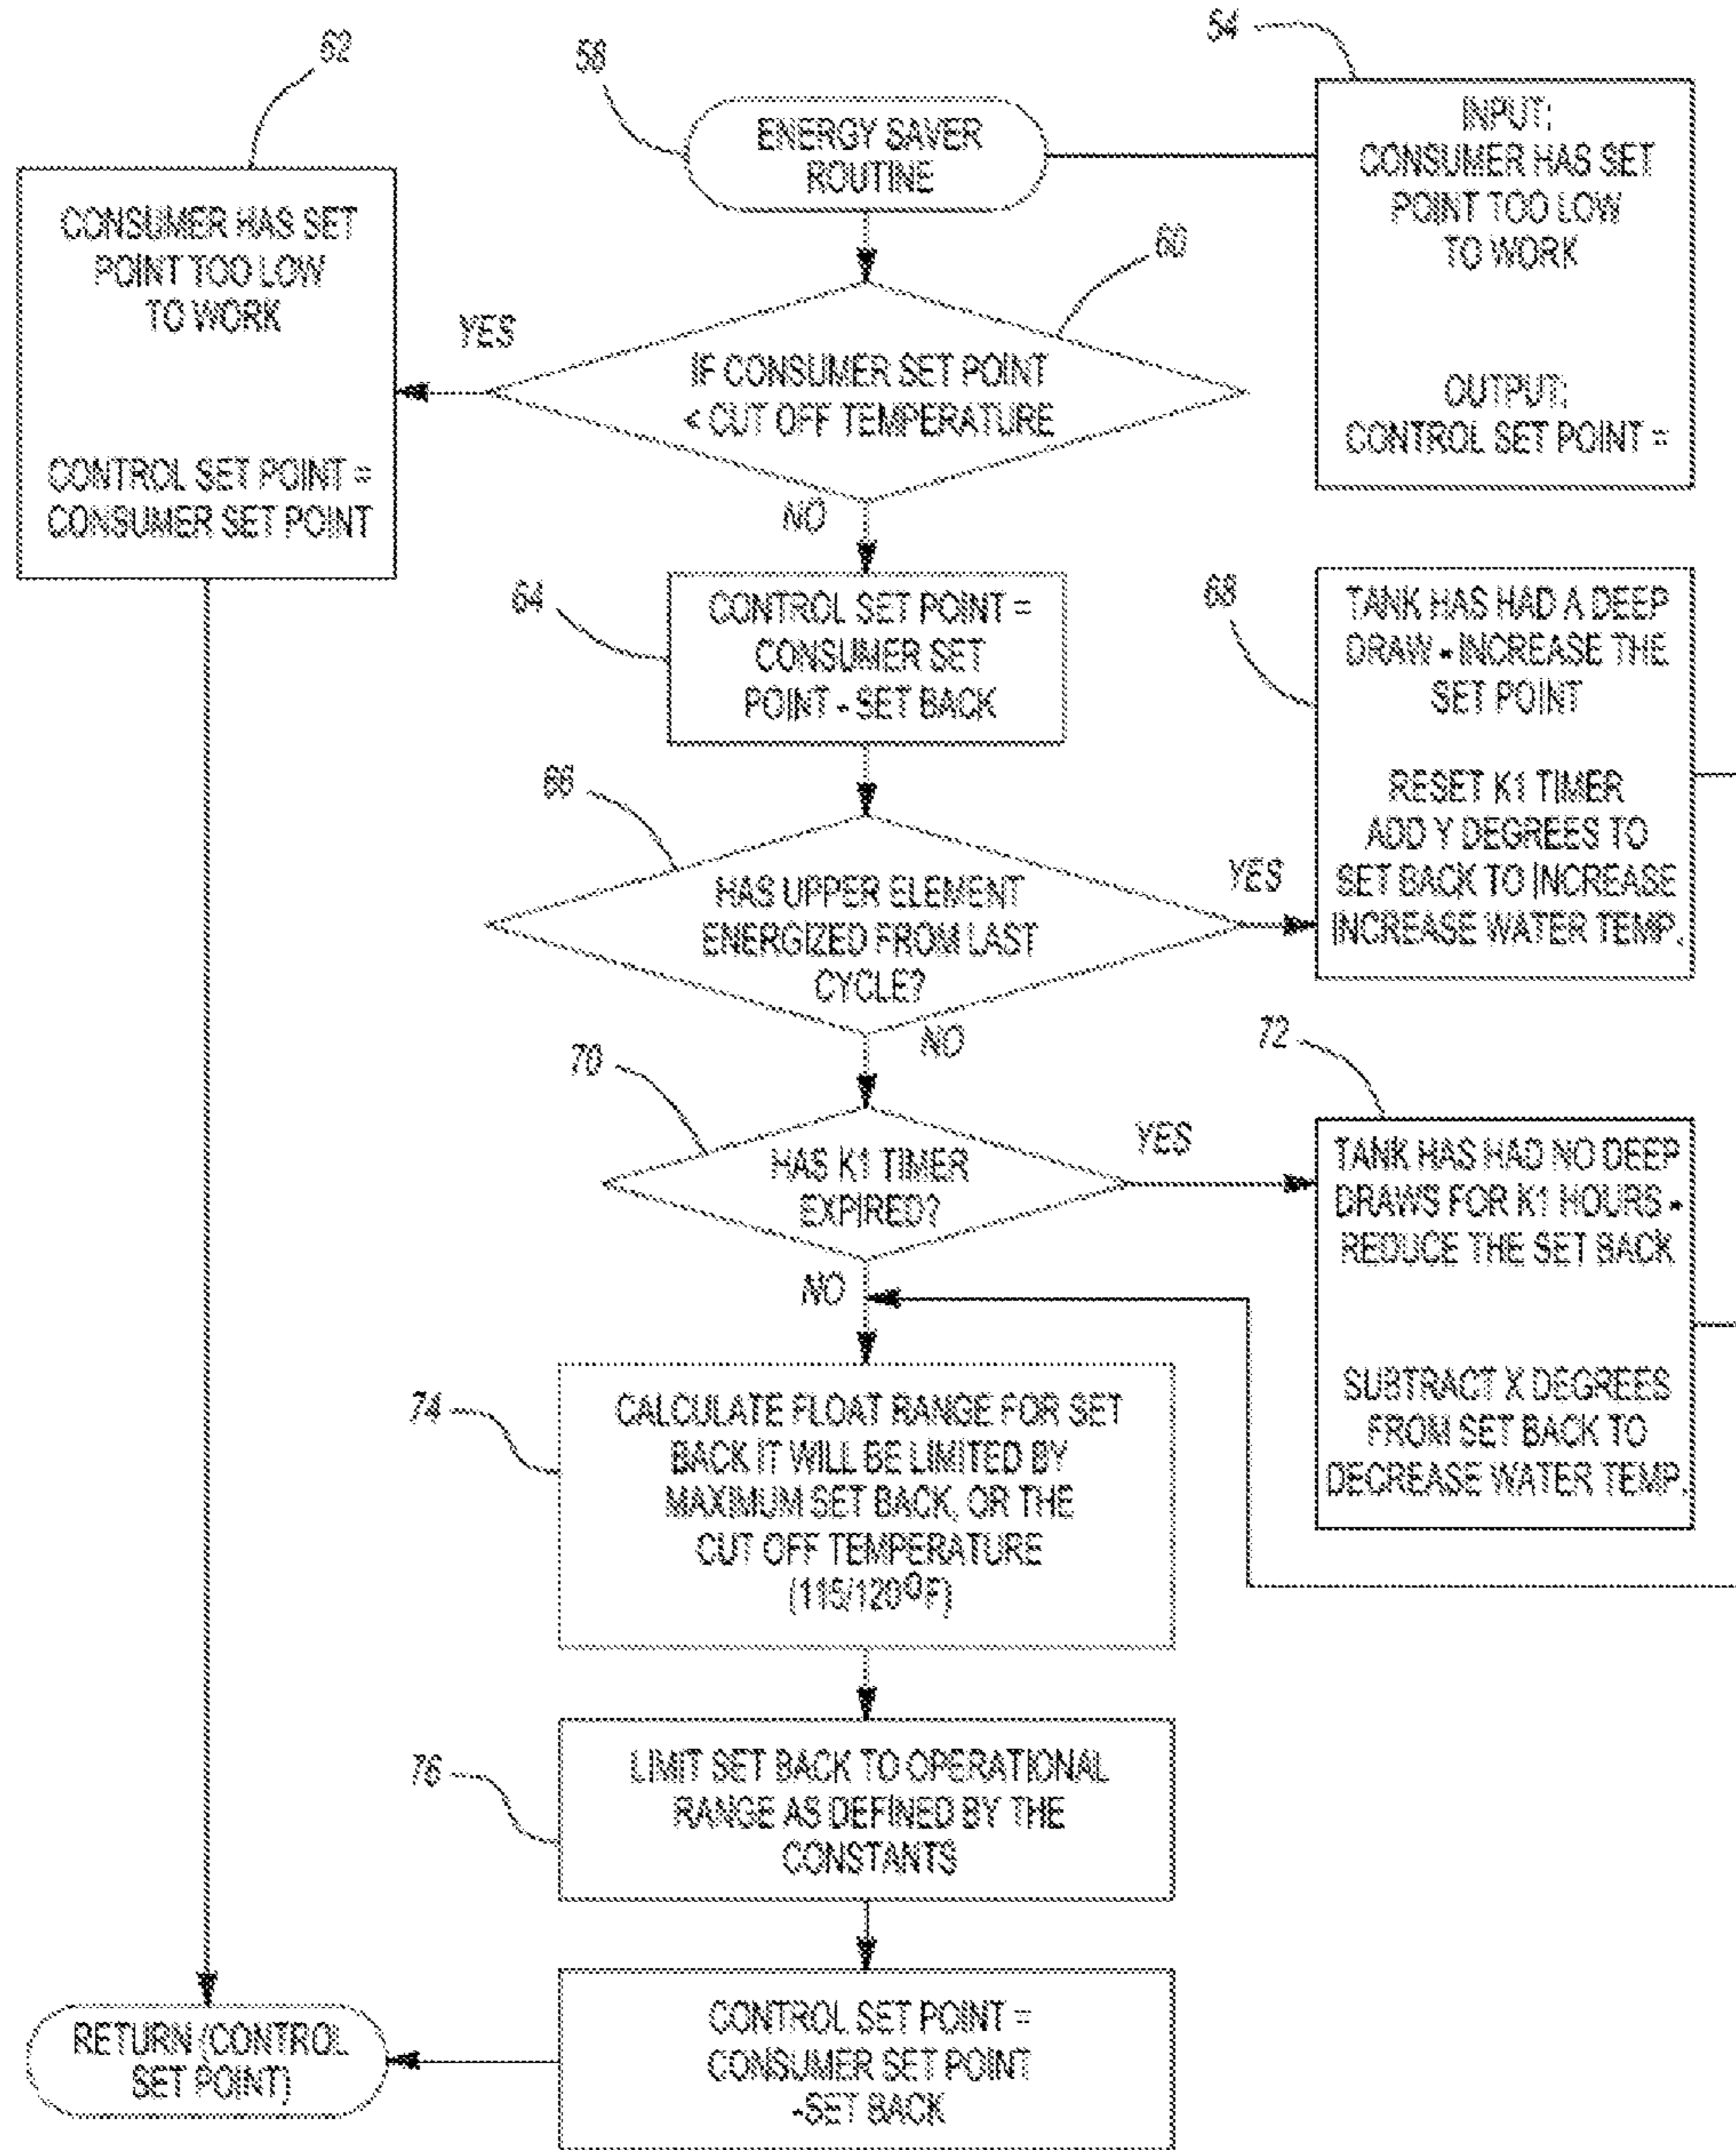 62
58
54
ENERGY SAVER
ROUTINE
INPUT:
CONSUMER HAS SET
POINT TOO LOW
TO WORK
OUTPUT:
CONTROL SET POINT =
CONSUMER HAS SET
POINT TOO LOW
TO WORK
CONTROL SET POINT =
CONSUMER SET POINT
YES
60
IF CONSUMER SET POINT
< CUT OFF TEMPERATURE
NO
64
CONTROL SET POINT =
CONSUMER SET
POINT - SET BACK
68
TANK HAS HAD A DEEP
DRAW - INCREASE THE
SET POINT
RESET K1 TIMER
ADD Y DEGREES TO
SET BACK TO INCREASE
INCREASE WATER TEMP.
66
HAS UPPER ELEMENT
ENERGIZED FROM LAST
CYCLE?
YES
NO
70
HAS K1 TIMER
EXPIRED?
YES
NO
72
TANK HAS HAD NO DEEP
DRAWS FOR K1 HOURS -
REDUCE THE SET BACK
SUBTRACT X DEGREES
FROM SET BACK TO
DECREASE WATER TEMP.
74
CALCULATE FLOAT RANGE FOR SET
BACK IT WILL BE LIMITED BY
MAXIMUM SET BACK, OR THE
CUT OFF TEMPERATURE
(115/120°F)
76
LIMIT SET BACK TO OPERATIONAL
RANGE AS DEFINED BY THE
CONSTANTS
CONTROL SET POINT =
CONSUMER SET POINT
-SET BACK
RETURN (CONTROL
SET POINT)